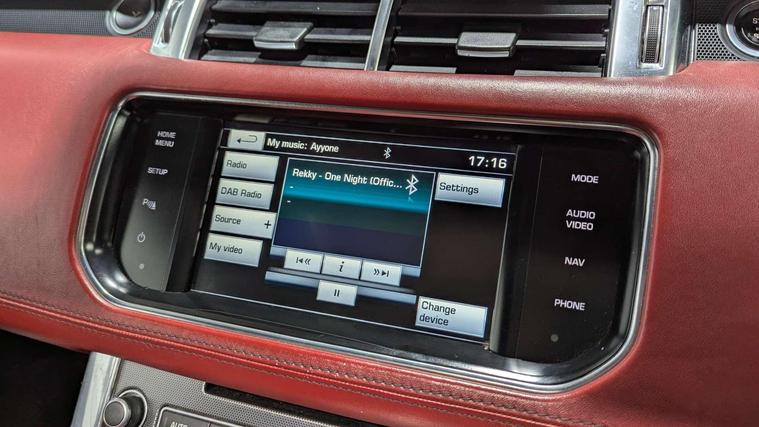 HOME
MENU
SETUP
My music: Ayyone
17:16
Radio
DAB Radio
Source +
My video
Rekky - One Night (Offic...
-
-
i
Settings
Change
device
MODE
AUDIO
VIDEO
NAV
PHONE
AUTO